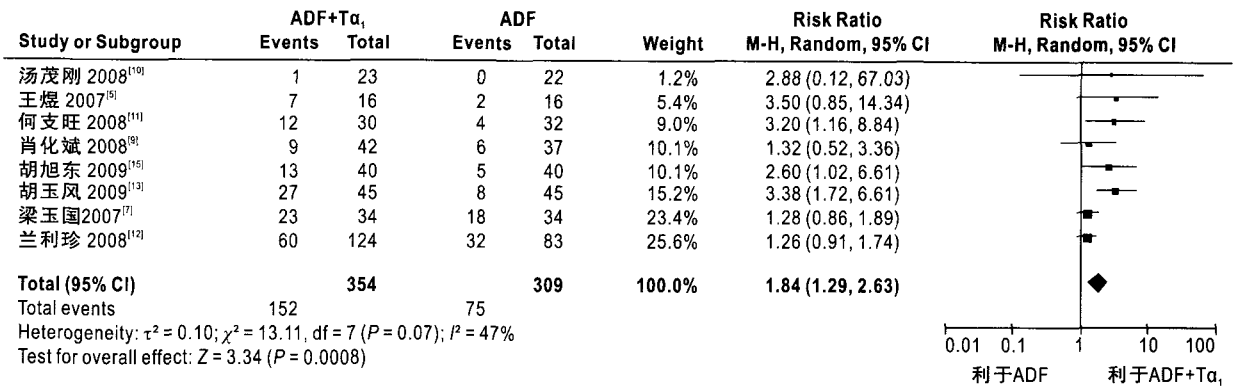 ADF+Tα₁ ADF Risk Ratio Risk Ratio
Study or Subgroup Events Total Events Total Weight M-H, Random, 95% CI M-H, Random, 95% CI
汤茂刚 2008[10] 1 23 0 22 1.2% 2.88 (0.12, 67.03)
王煜 2007[5] 7 16 2 16 5.4% 3.50 (0.85, 14.34)
何支旺 2008[11] 12 30 4 32 9.0% 3.20 (1.16, 8.84)
肖化斌 2008[9] 9 42 6 37 10.1% 1.32 (0.52, 3.36)
胡旭东 2009[15] 13 40 5 40 10.1% 2.60 (1.02, 6.61)
胡玉凤 2009[13] 27 45 8 45 15.2% 3.38 (1.72, 6.61)
梁玉国2007[7] 23 34 18 34 23.4% 1.28 (0.86, 1.89)
兰利珍 2008[12] 60 124 32 83 25.6% 1.26 (0.91, 1.74)
Total (95% CI) 354 309 100.0% 1.84 (1.29, 2.63)
Total events 152 75
Heterogeneity: τ² = 0.10; χ² = 13.11, df = 7 (P = 0.07); I² = 47%
Test for overall effect: Z = 3.34 (P = 0.0008)
0.01 0.1 1 10 100
利于ADF 利于ADF+Tα₁